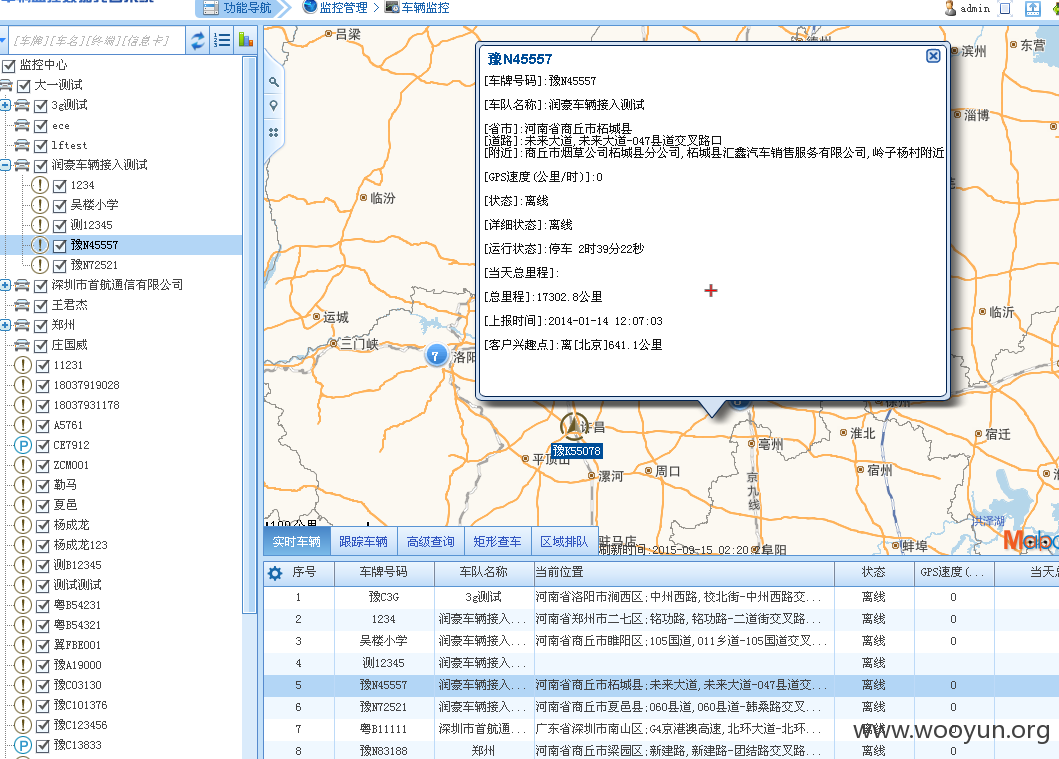 功能导航
监控管理
车辆监控
admin
[车牌][车名][终端][信息卡]
监控中心
大一测试
3g测试
ece
lftest
润豪车辆接入测试
1234
吴楼小学
测12345
豫N45557
豫N72521
深圳市首航通信有限公司
王君杰
郑州
庄国威
11231
18037919028
18037931178
A5761
CE7912
ZCM001
勒马
夏邑
杨成龙
杨成龙123
测B12345
测试测试
粤B54231
粤B54321
翼FBE001
豫A19000
豫C03130
豫C101376
豫C123456
豫C13833
吕梁
德州
滨州
东营
淄博
临汾
运城
三门峡
7
洛阳
临沂
徐州
许昌
豫K55078
平顶山
漯河
周口
亳州
淮北
宿州
宿迁
京九线
洪泽湖
蚌埠
驻马店
阜阳
100 公里
刷新时间:2015-09-15 02:20:2
豫N45557
[车牌号码]:豫N45557
[车队名称]:润豪车辆接入测试
[省市]:河南省商丘市柘城县
[道路]:未来大道,未来大道-047县道交叉路口
[附近]:商丘市烟草公司柘城县分公司,柘城县汇鑫汽车销售服务有限公司,岭子杨村附近
[GPS速度(公里/时)]:0
[状态]:离线
[详细状态]:离线
[运行状态]:停车 2时39分22秒
[当天总里程]:
[总里程]:17302.8公里
[上报时间]:2014-01-14 12:07:03
[客户兴趣点]:离[北京]641.1公里
实时车辆 跟踪车辆 高级查询 矩形查车 区域排队
序号 车牌号码 车队名称 当前位置 状态 GPS速度(... 当天总
1 豫C3G 3g测试 河南省洛阳市涧西区;中州西路,校北街-中州西路交... 离线 0
2 1234 润豪车辆接入... 河南省郑州市二七区;铭功路,铭功路-二道街交叉路... 离线 0
3 吴楼小学 润豪车辆接入... 河南省商丘市睢阳区;105国道,011乡道-105国道交叉... 离线 0
4 测12345 润豪车辆接入... 离线
5 豫N45557 润豪车辆接入... 河南省商丘市柘城县;未来大道,未来大道-047县道交... 离线 0
6 豫N72521 润豪车辆接入... 河南省商丘市夏邑县;060县道,060县道-韩桑路交叉... 离线 0
7 粤B11111 深圳市首航通... 广东省深圳市南山区;G4京港澳高速,北环大道-北环... 离线 0
8 豫N83188 郑州 河南省商丘市梁园区;新建路,新建路-团结路交叉路... 离线 0
www.wooyun.org